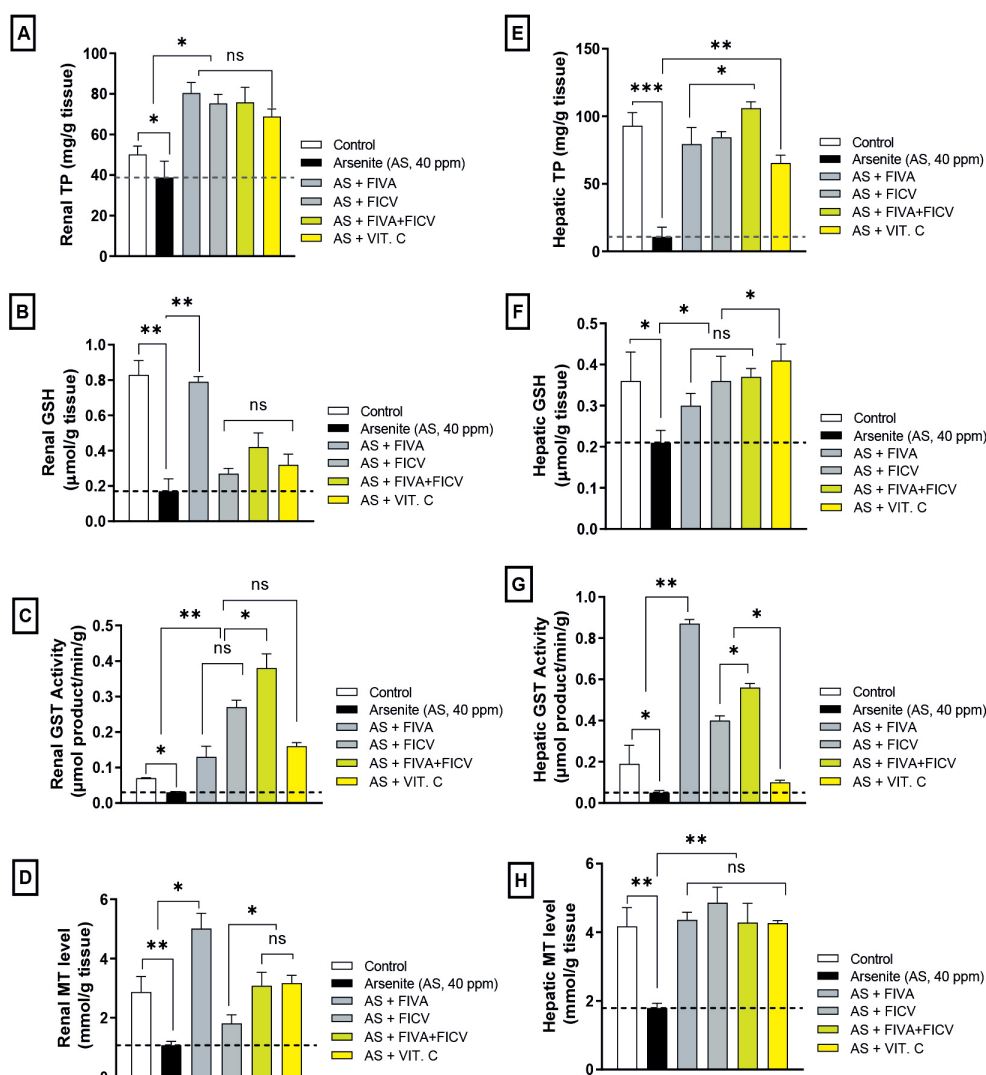 A
*
ns
*
Renal TP (mg/g tissue)
100
80
60
40
20
0
Control
Arsenite (AS, 40 ppm)
AS + FIVA
AS + FICV
AS + FIVA+FICV
AS + VIT. C
E
**
*
***
Hepatic TP (mg/g tissue)
150
100
50
0
Control
Arsenite (AS, 40 ppm)
AS + FIVA
AS + FICV
AS + FIVA+FICV
AS + VIT. C
B
**
**
ns
Renal GSH
(µmol/g tissue)
1.0
0.8
0.6
0.4
0.2
0.0
Control
Arsenite (AS, 40 ppm)
AS + FIVA
AS + FICV
AS + FIVA+FICV
AS + VIT. C
F
*
*
*
ns
Hepatic GSH
(µmol/g tissue)
0.5
0.4
0.3
0.2
0.1
0.0
Control
Arsenite (AS, 40 ppm)
AS + FIVA
AS + FICV
AS + FIVA+FICV
AS + VIT. C
C
ns
**
*
ns
*
Renal GST Activity
(µmol product/min/g)
0.5
0.4
0.3
0.2
0.1
0.0
Control
Arsenite (AS, 40 ppm)
AS + FIVA
AS + FICV
AS + FIVA+FICV
AS + VIT. C
G
**
*
*
*
Hepatic GST Activity
(µmol product/min/g)
1.0
0.8
0.6
0.4
0.2
0.0
Control
Arsenite (AS, 40 ppm)
AS + FIVA
AS + FICV
AS + FIVA+FICV
AS + VIT. C
D
*
*
ns
**
Renal MT level
(mmol/g tissue)
6
4
2
0
Control
Arsenite (AS, 40 ppm)
AS + FIVA
AS + FICV
AS + FIVA+FICV
AS + VIT. C
H
**
ns
**
Hepatic MT level
(mmol/g tissue
6
4
2
0
Control
Arsenite (AS, 40 ppm)
AS + FIVA
AS + FICV
AS + FIVA+FICV
AS + VIT. C